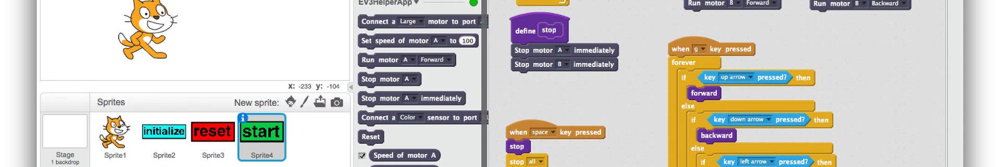 x: -233 y: -104
Sprites
New sprite:
initialize
reset
start
Stage
1 backdrop
Sprite1
Sprite2
Sprite3
Sprite4
EV3HelperApp
Connect a Large motor to port
Set speed of motor A to 100
Run motor A Forward
Stop motor A
Stop motor A immediately
Connect a Color sensor to port
Reset
Speed of motor A
define stop
Stop motor A immediately
Stop motor B immediately
when space key pressed
stop
stop all
Run motor B Forward
Run motor B Backward
when g key pressed
forever
if key up arrow pressed? then
forward
else
if key down arrow pressed? then
backward
else
if key left arrow pressed? then